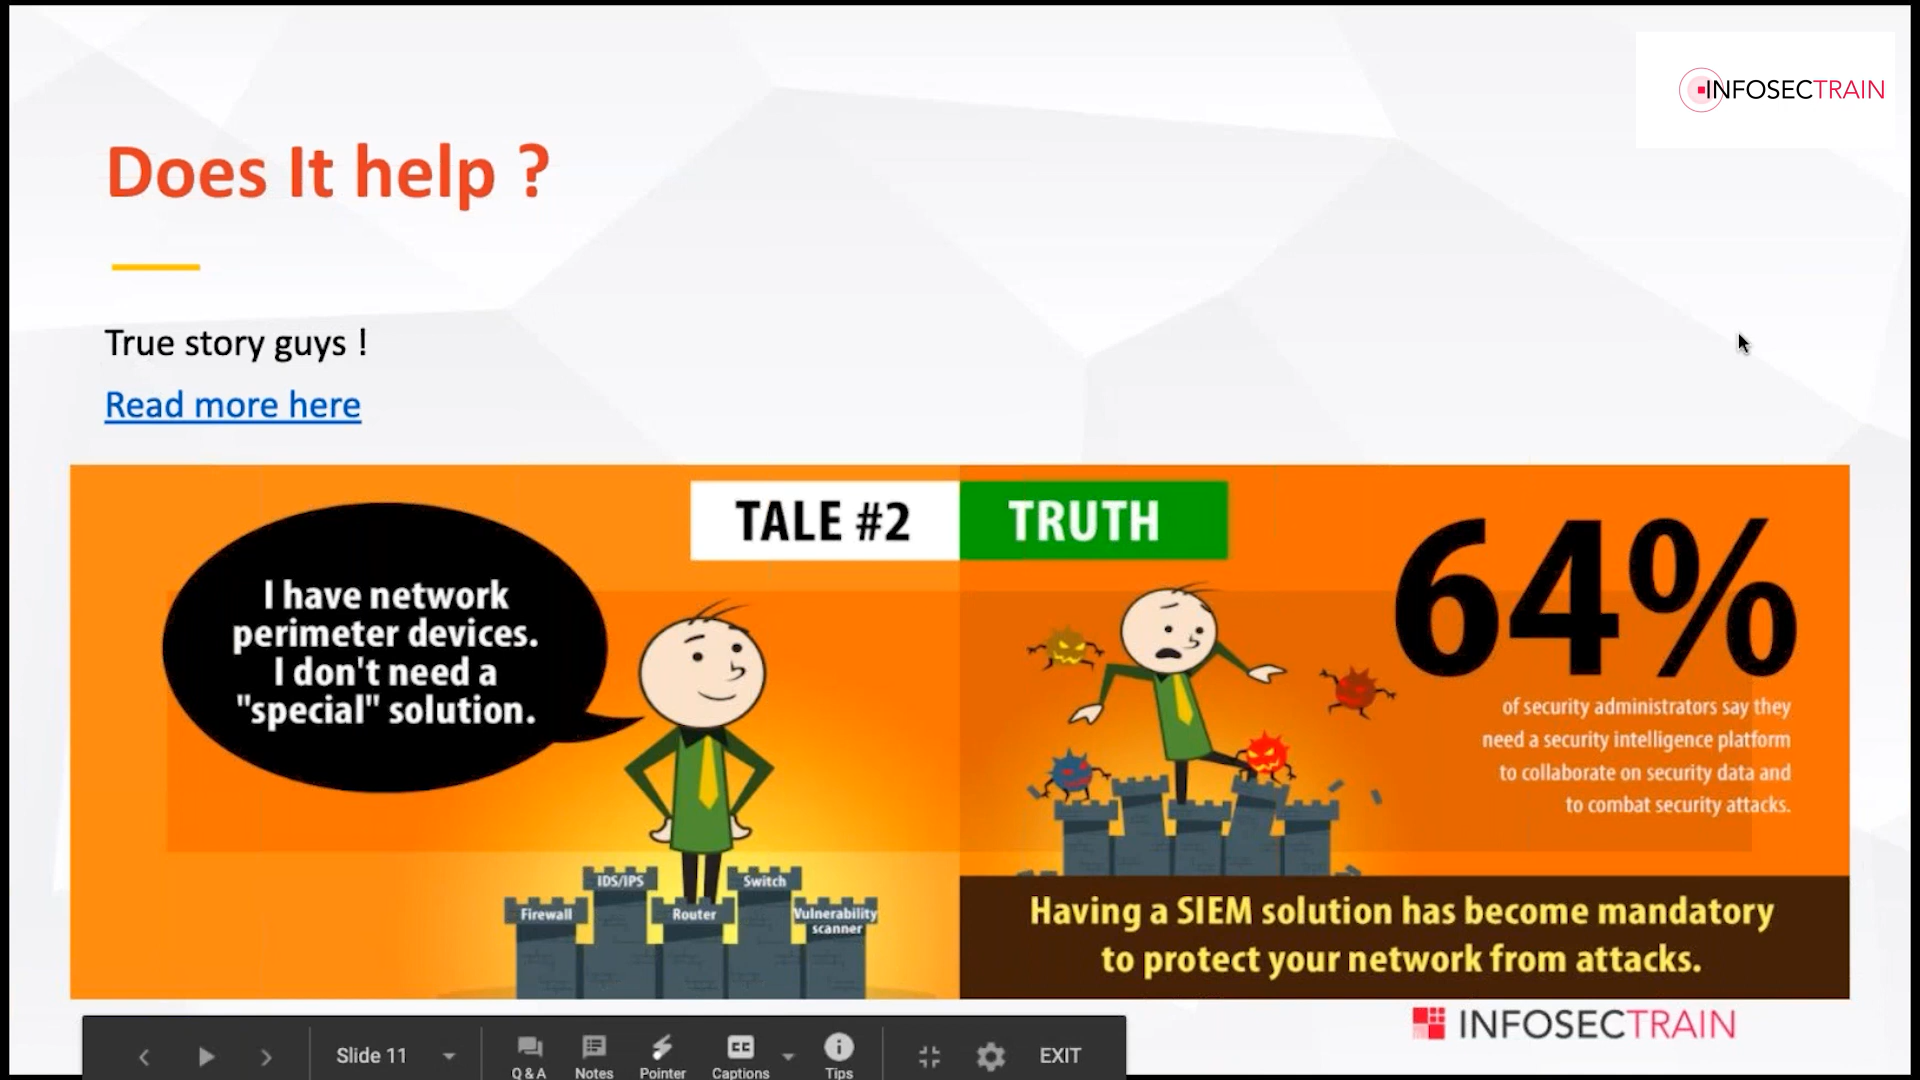 INFOSECTRAIN
Does It help ?
True story guys !
Read more here
TALE #2
TRUTH
I have network
perimeter devices.
I don't need a
"special" solution.
64%
of security administrators say they
need a security intelligence platform
to collaborate on security data and
to combat security attacks.
IDS/IPS
Switch
Firewall
Router
Vulnerability
scanner
Having a SIEM solution has become mandatory
to protect your network from attacks.
INFOSECTRAIN
Slide 11
Q & A
Notes
Pointer
CC
Captions
Tips
EXIT